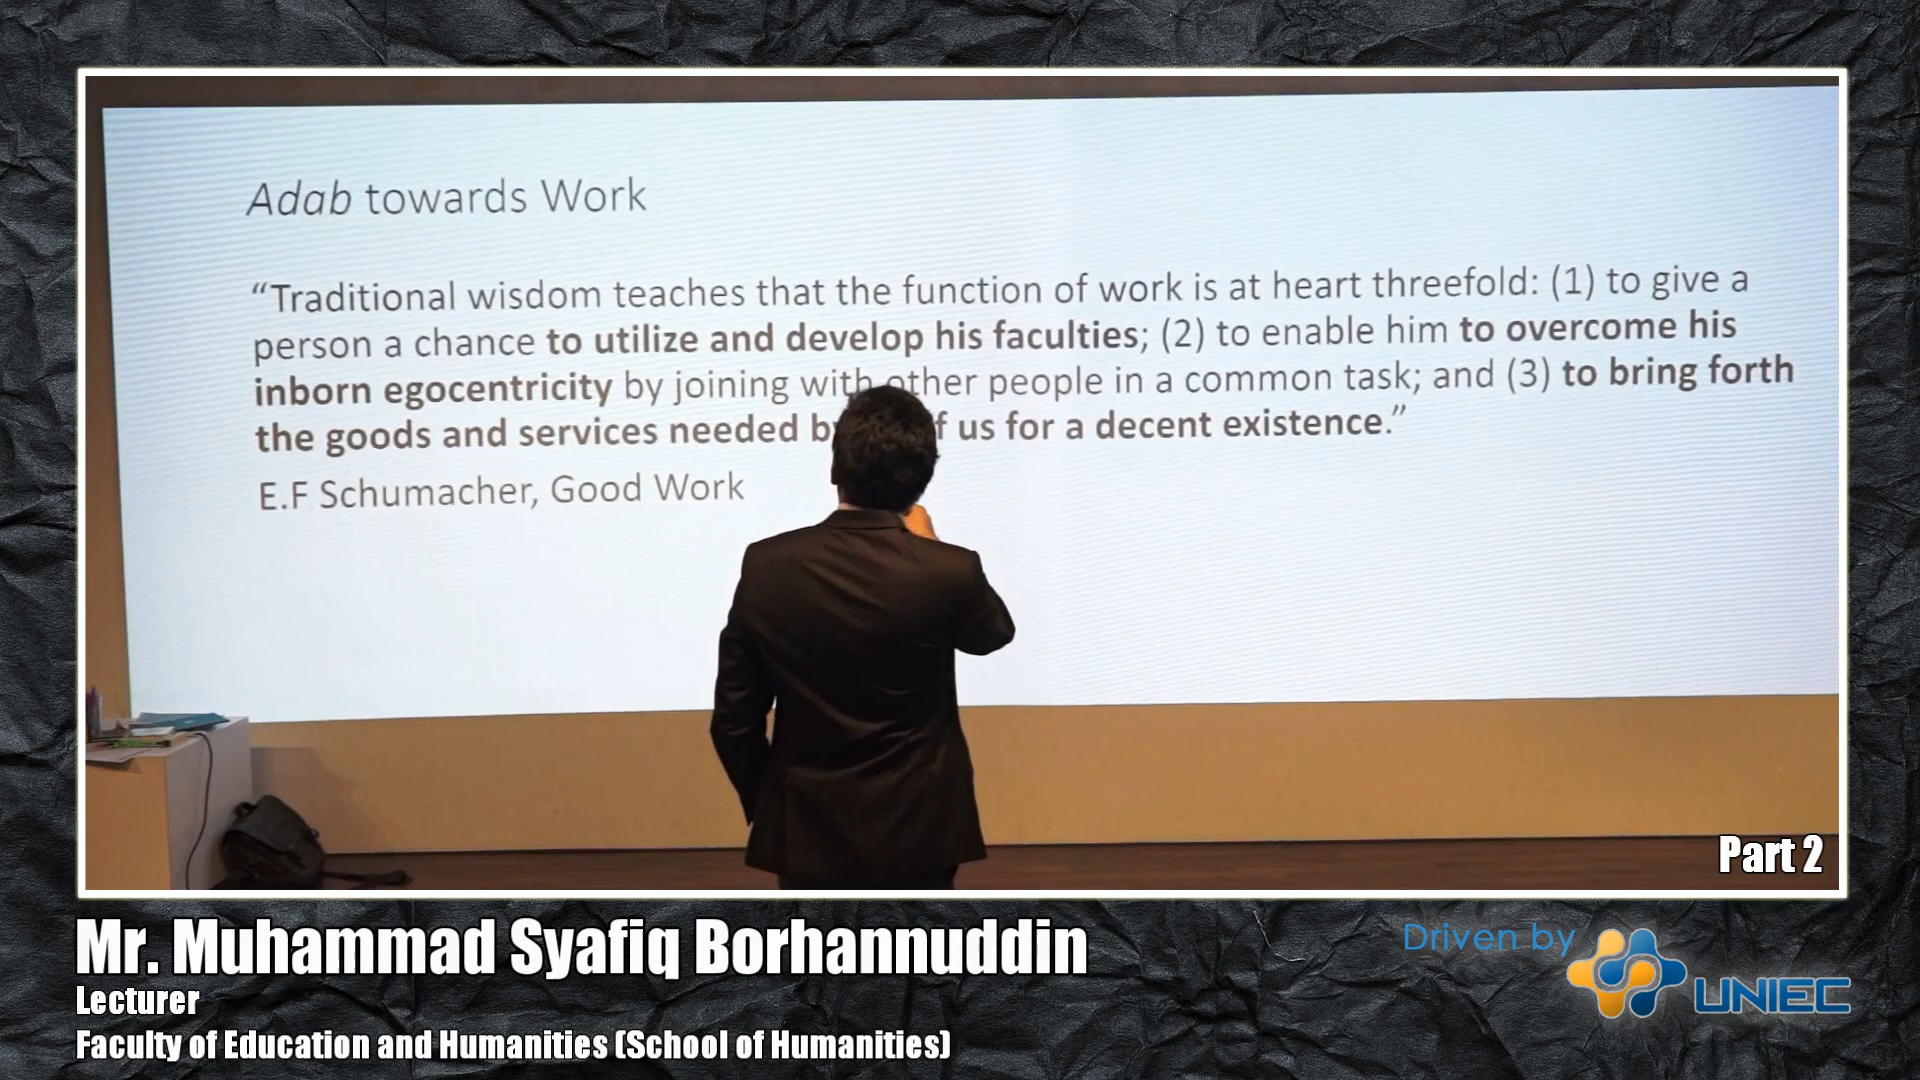 Adab towards Work
“Traditional wisdom teaches that the function of work is at heart threefold: (1) to give a
person a chance to utilize and develop his faculties; (2) to enable him to overcome his
inborn egocentricity by joining with other people in a common task; and (3) to bring forth
the goods and services needed us for a decent existence.”
E.F Schumacher, Good Work
Part 2
Mr. Muhammad Syafiq Borhannuddin
Lecturer
Faculty of Education and Humanities (School of Humanities)
Driven by
UNIEC